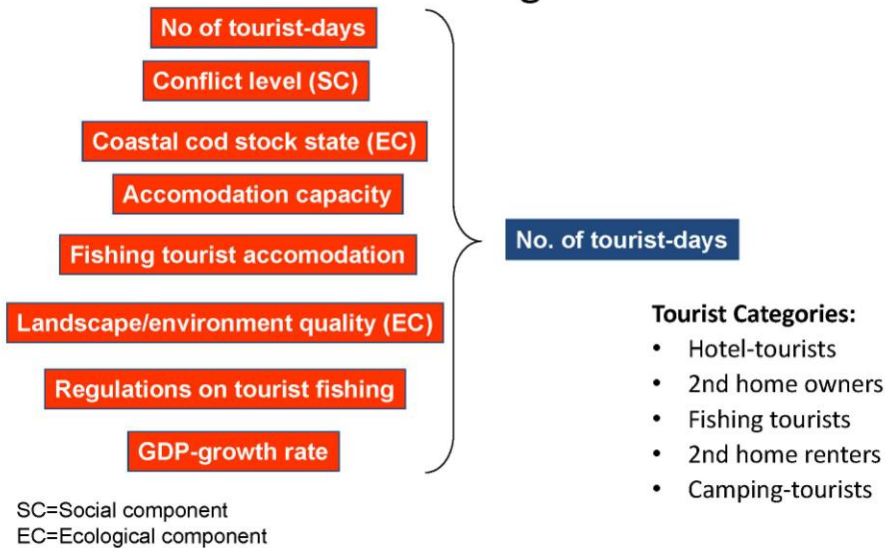 No of tourist-days
Conflict level (SC)
Coastal cod stock state (EC)
Accomodation capacity
Fishing tourist accomodation
Landscape/environment quality (EC)
Regulations on tourist fishing
GDP-growth rate
No. of tourist-days
Tourist Categories:
• Hotel-tourists
• 2nd home owners
• Fishing tourists
• 2nd home renters
• Camping-tourists
SC=Social component
EC=Ecological component